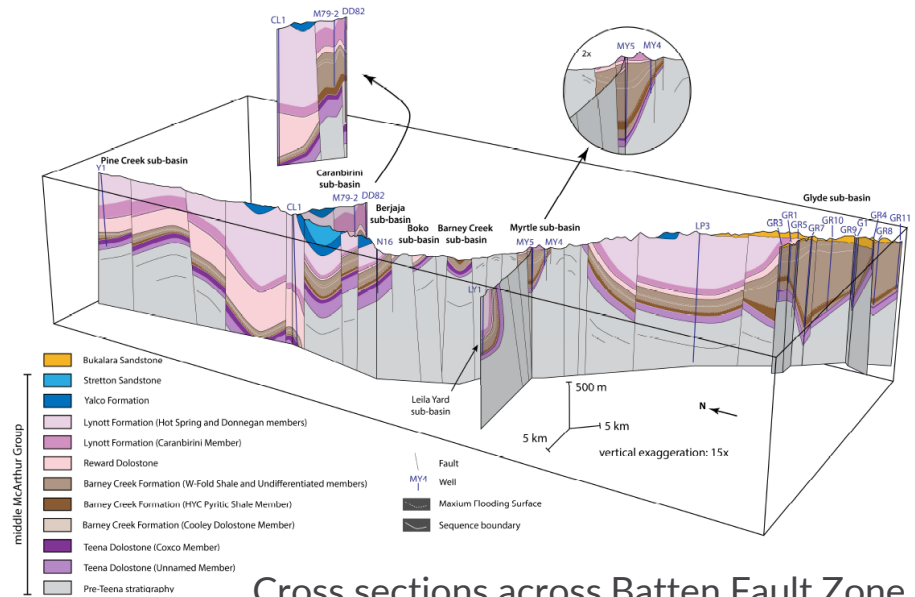 CL1
M79-2
DD82
2x
MY5
MY4
Pine Creek sub-basin
Y1
Caranbirini
sub-basin
M79-2
DD82
CL1
Berjaja
sub-basin
N16
Boko
sub-basin
Barney Creek
sub-basin
Myrtle sub-basin
MY5
MY4
LY1
Leila Yard
sub-basin
LP3
Glyde sub-basin
GR3
GR1
GR5
GR7
GR10
GR9
G1
GR4
GR8
GR11
500 m
5 km
5 km
N
vertical exaggeration: 15x
middle McArthur Group
Bukalara Sandstone
Stretton Sandstone
Yalco Formation
Lynott Formation (Hot Spring and Donnegan members)
Lynott Formation (Caranbirini Member)
Reward Dolostone
Barney Creek Formation (W-Fold Shale and Undifferentiated members)
Barney Creek Formation (HYC Pyritic Shale Member)
Barney Creek Formation (Cooley Dolostone Member)
Teena Dolostone (Coxco Member)
Teena Dolostone (Unnamed Member)
Pre-Teena stratigraphy
Fault
MY4
Well
Maxium Flooding Surface
Sequence boundary
Cross sections across Batten Fault Zone